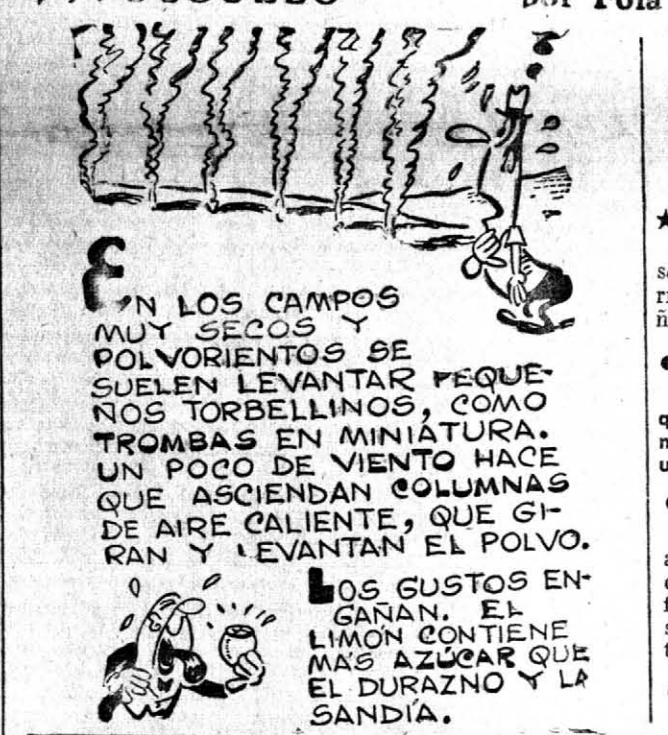 por
EN LOS CAMPOS
MUY SECOS Y
POLVORIENTOS SE
SUELEN LEVANTAR PEQUE-
ÑOS TORBELLINOS, COMO
TROMBAS EN MINIATURA.
UN POCO DE VIENTO HACE
QUE ASCIENDAN COLUMNAS
DE AIRE CALIENTE, QUE GI-
RAN Y LEVANTAN EL POLVO.
LOS GUSTOS EN-
GAÑAN. EL
LIMÓN CONTIENE
MÁS AZÚCAR QUE
EL DURAZNO Y LA
SANDÍA.